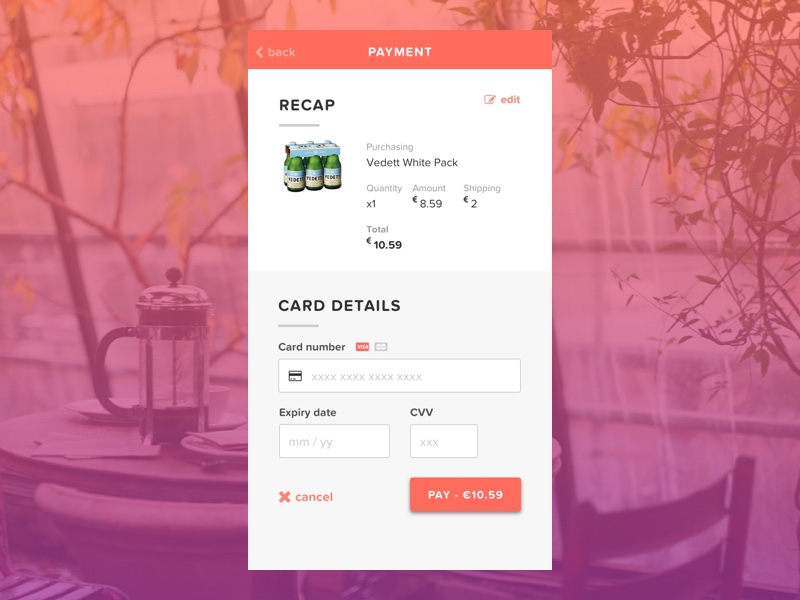 back
PAYMENT
RECAP
edit
Purchasing
Vedett White Pack
Quantity Amount Shipping
x1 € 8.59 € 2
Total
€ 10.59
VEDETT VEDETT VEDETT
CARD DETAILS
Card number VISA
xxxx xxxx xxxx xxxx
Expiry date CVV
mm / yy xxx
cancel
PAY - €10.59